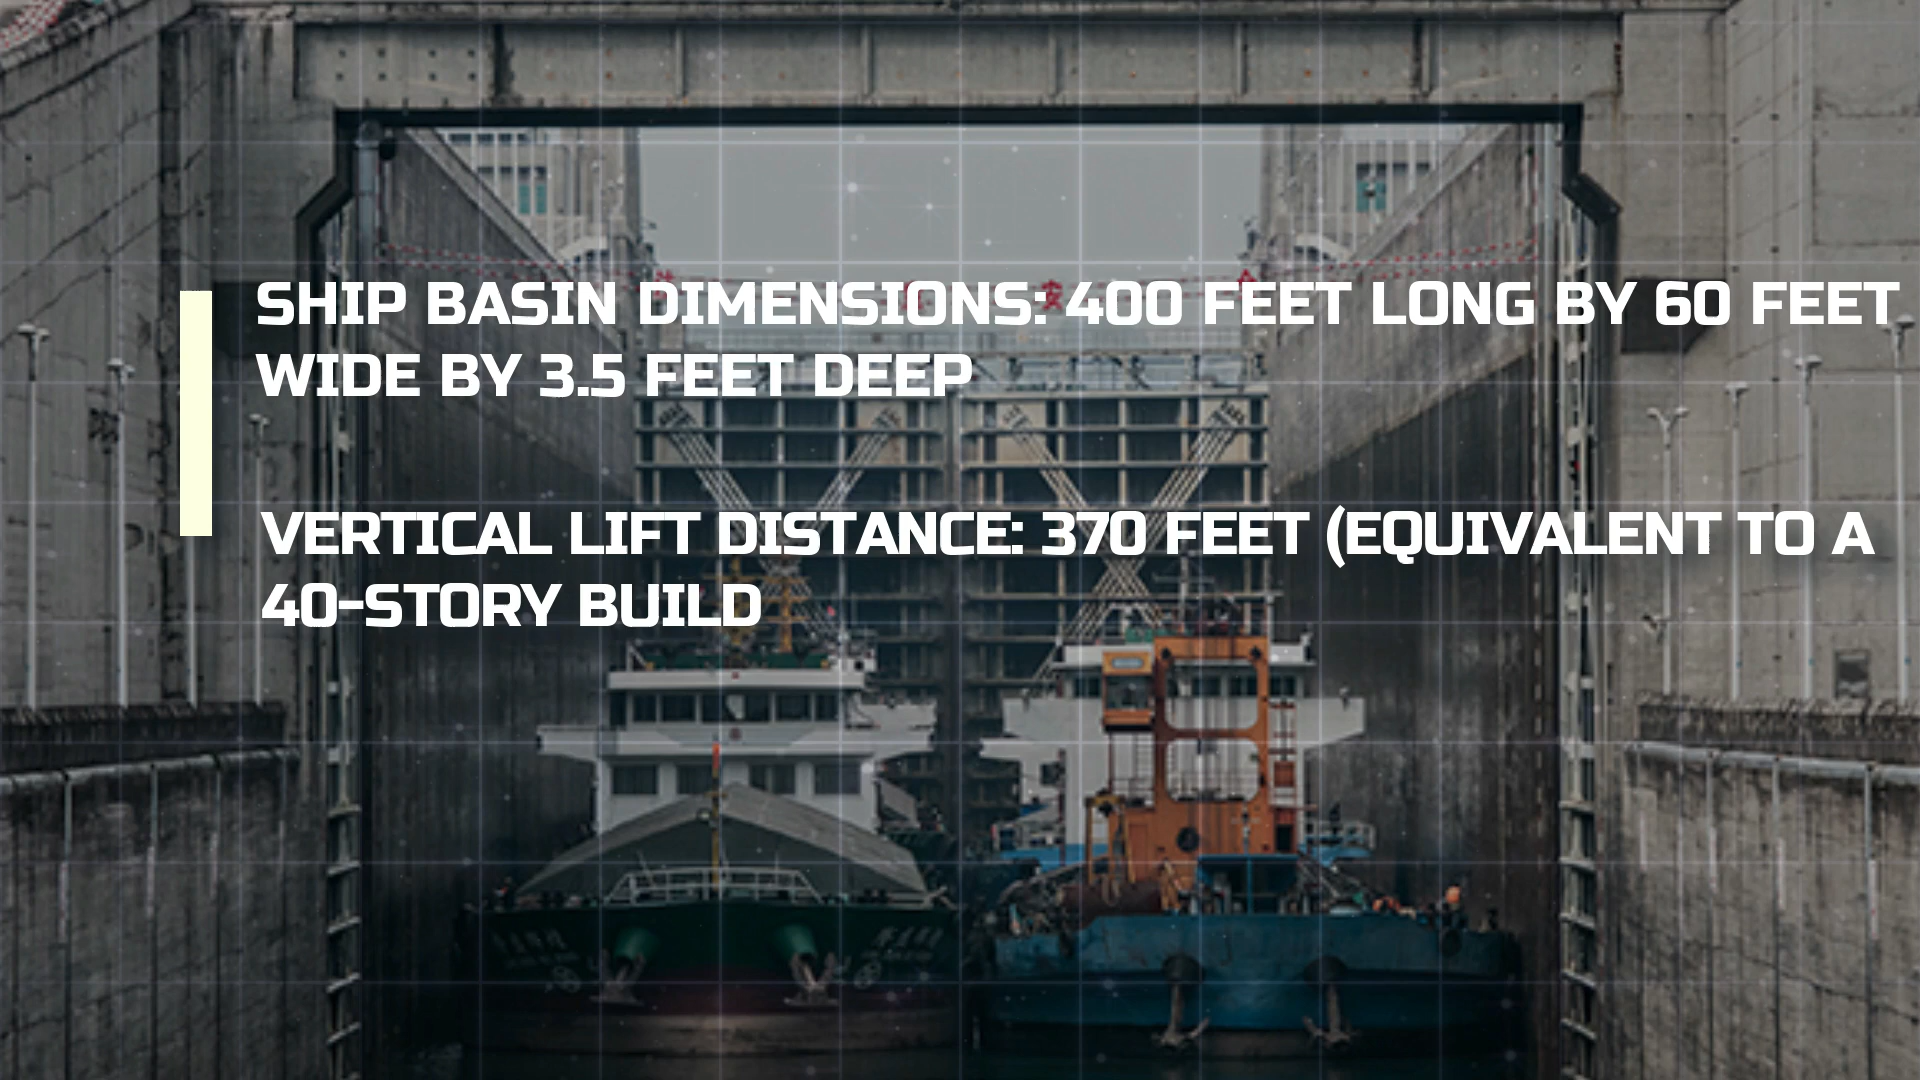 SHIP BASIN DIMENSIONS: 400 FEET LONG BY 60 FEET
WIDE BY 3.5 FEET DEEP
VERTICAL LIFT DISTANCE: 370 FEET (EQUIVALENT TO A
40-STORY BUILD